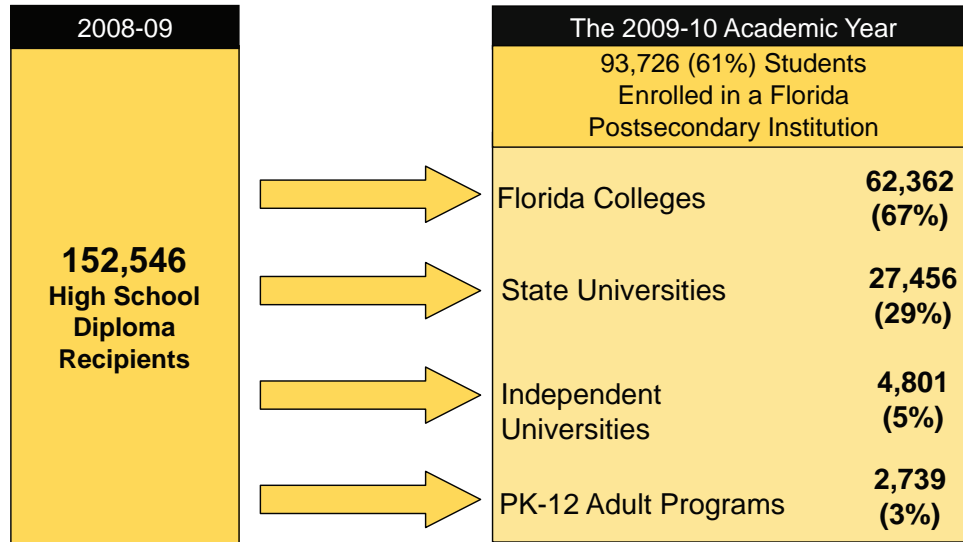 2008-09
152,546
High School
Diploma
Recipients
The 2009-10 Academic Year
93,726 (61%) Students
Enrolled in a Florida
Postsecondary Institution
Florida Colleges
62,362
(67%)
State Universities
27,456
(29%)
Independent
Universities
4,801
(5%)
PK-12 Adult Programs
2,739
(3%)